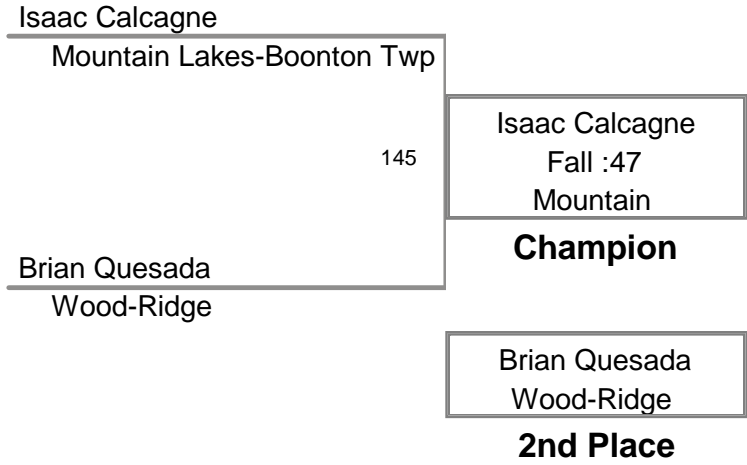 Isaac Calcagne
Mountain Lakes-Boonton Twp
Isaac Calcagne
145
Fall :47
Mountain
Champion
Brian Quesada
Wood-Ridge
Brian Quesada
Wood-Ridge
2nd Place